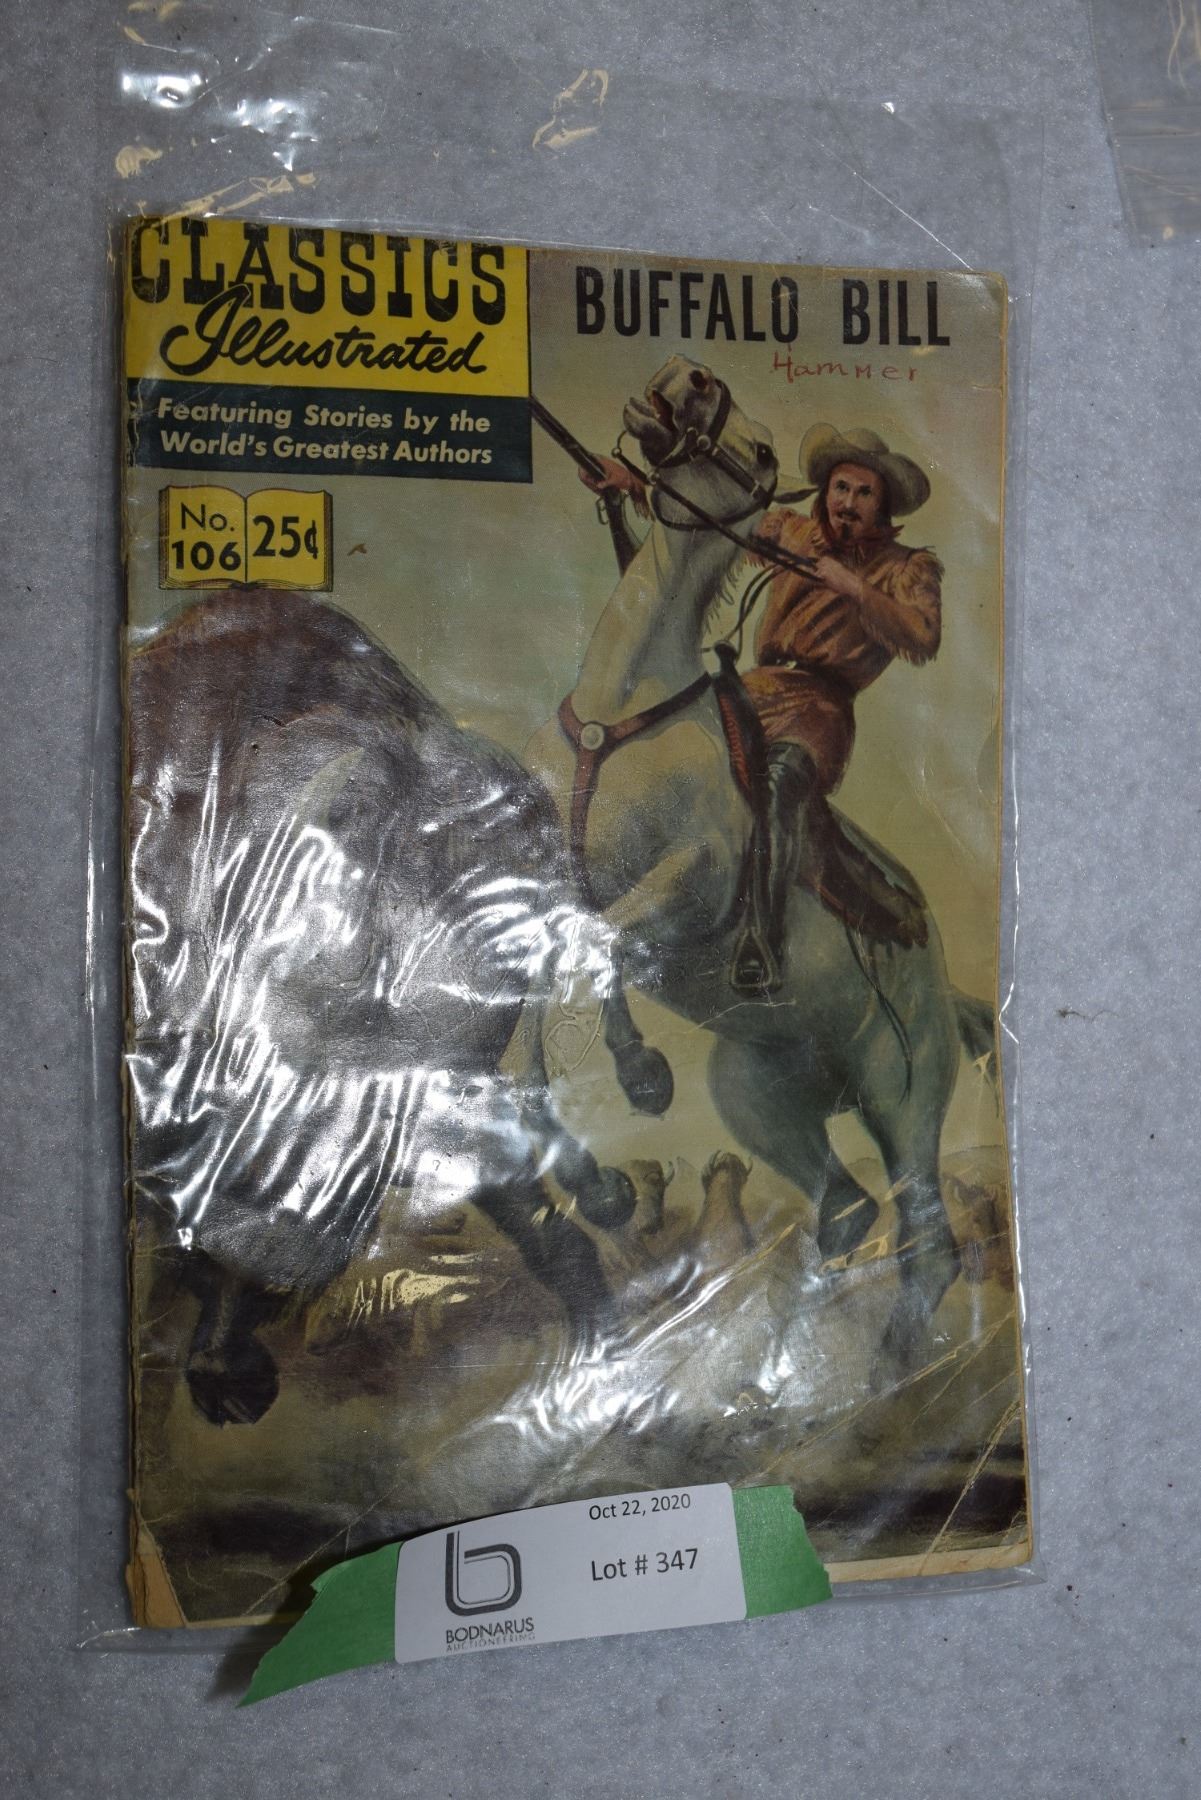 CLASSICS
Illustrated
Featuring Stories by the
World's Greatest Authors
No.
106
25¢
BUFFALO BILL
Hammer
Oct 22, 2020
Lot # 347
b
BODNARUS
AUCTIONEERING